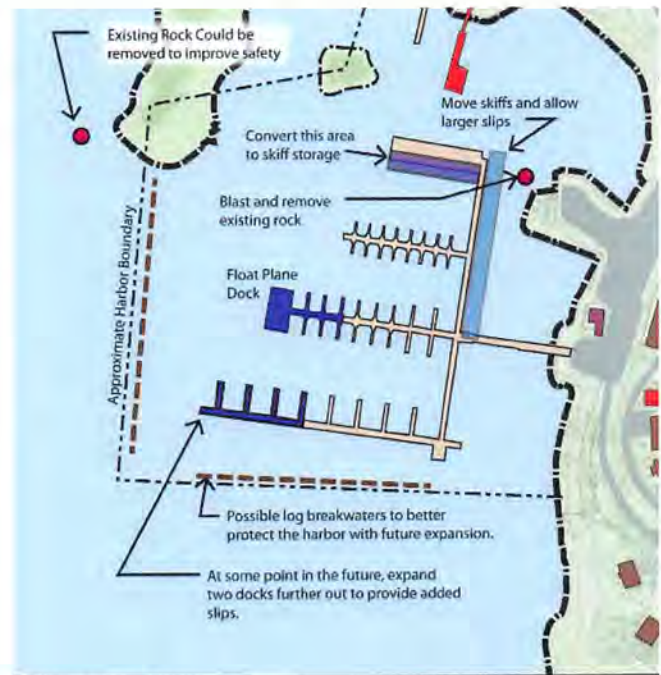 Existing Rock Could be
removed to improve safety
Move skiffs and allow
larger slips
Convert this area
to skiff storage
Blast and remove
existing rock
Float Plane
Dock
Approximate Harbor Boundary
Possible log breakwaters to better
protect the harbor with future expansion.
At some point in the future, expand
two docks further out to provide added
slips.